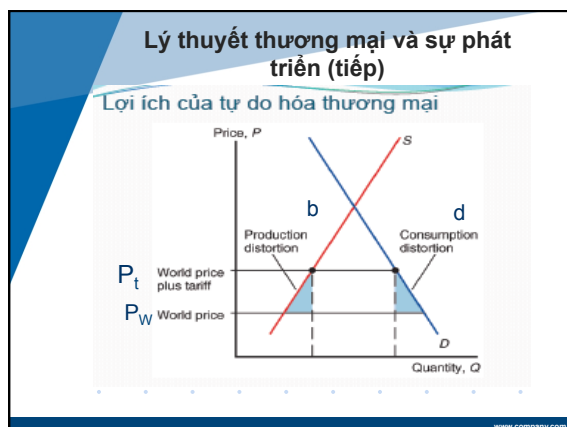 Lý thuyết thương mại và sự phát
triển (tiếp)
Lợi ích của tự do hóa thương mại
Price, P
S
b
d
Production
distortion
Consumption
distortion
Pt
World price
plus tariff
PW
World price
D
Quantity, Q
www.company.com